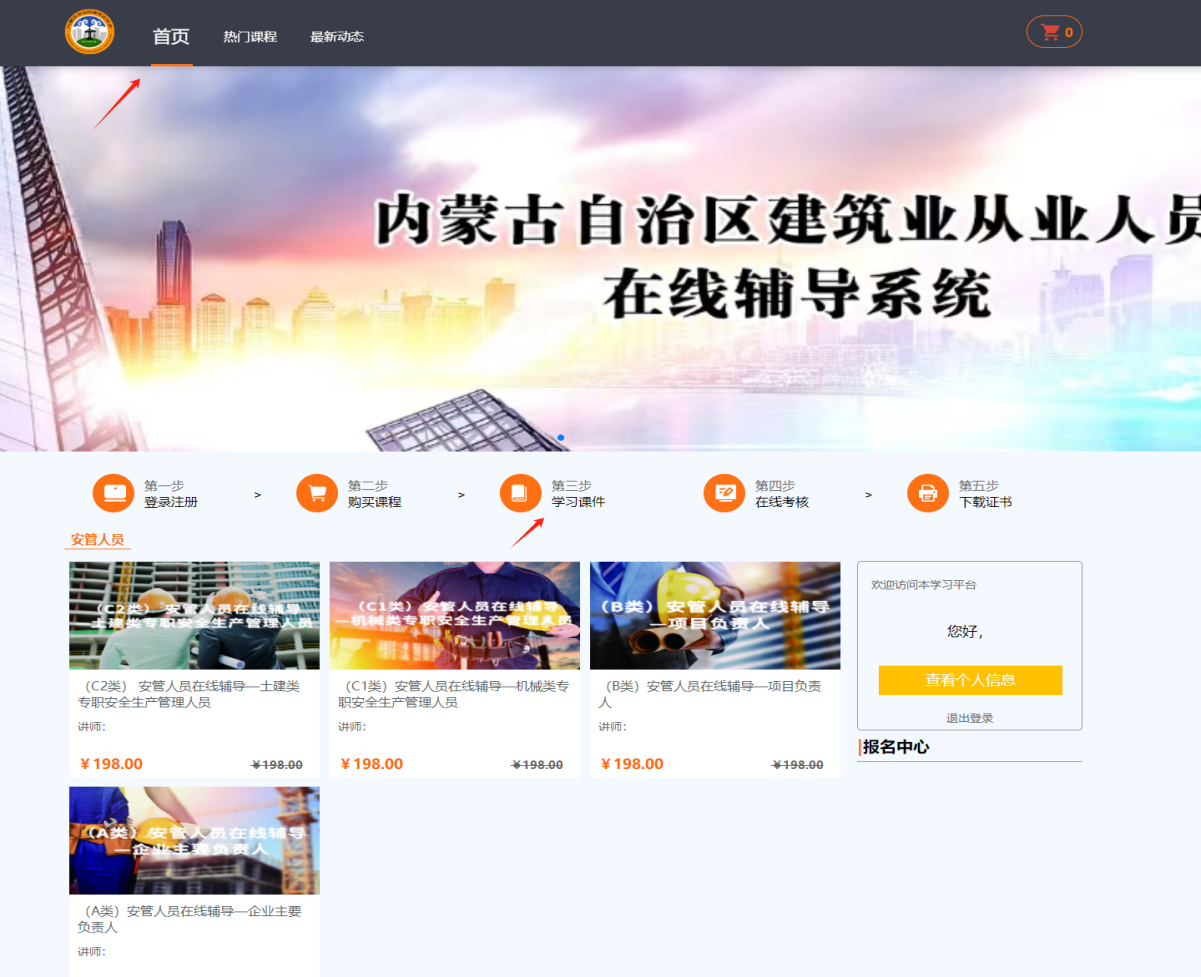 首页
热门课程
最新动态
0
内蒙古自治区建筑业从业人员
在线辅导系统
第一步
登录注册
>
第二步
购买课程
>
第三步
学习课件
第四步
在线考核
>
第五步
下载证书
安管人员
（C2类）安管人员在线辅导
—土建类专职安全生产管理人员
（C2类） 安管人员在线辅导—土建类
专职安全生产管理人员
讲师：
￥198.00
￥198.00
（C1类）安管人员在线辅导
—机械类专职安全生产管理人员
（C1类）安管人员在线辅导—机械类专
职安全生产管理人员
讲师：
￥198.00
￥198.00
（B类）安管人员在线辅导
—项目负责人
（B类）安管人员在线辅导—项目负责
人
讲师：
￥198.00
￥198.00
欢迎访问本学习平台
您好，
查看个人信息
退出登录
报名中心
（A类）安管人员在线辅导
—企业主要负责人
（A类）安管人员在线辅导—企业主要
负责人
讲师：